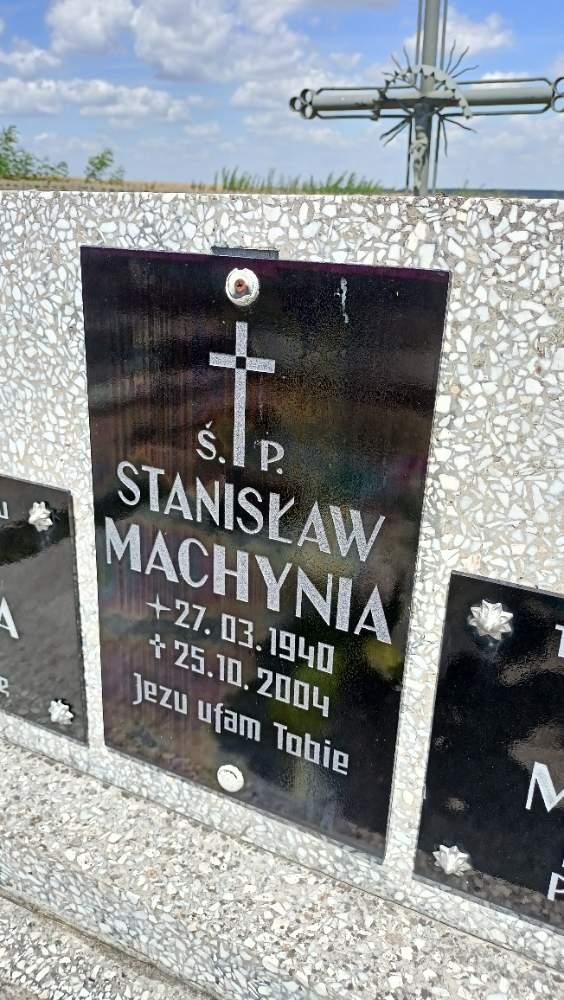 Ś. P.
STANISŁAW
MACHYNIA
27.03.1940
25.10.2004
Jezu ufam Tobie